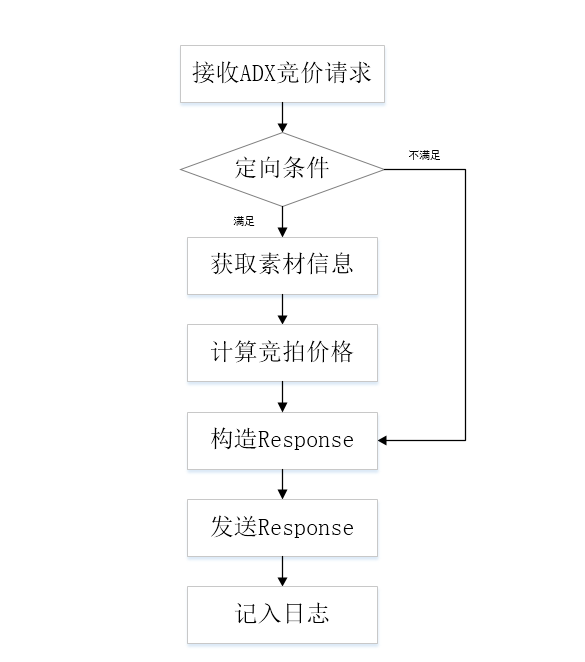 接收ADX竞价请求
定向条件
不满足
满足
获取素材信息
计算竞拍价格
构造Response
发送Response
记入日志